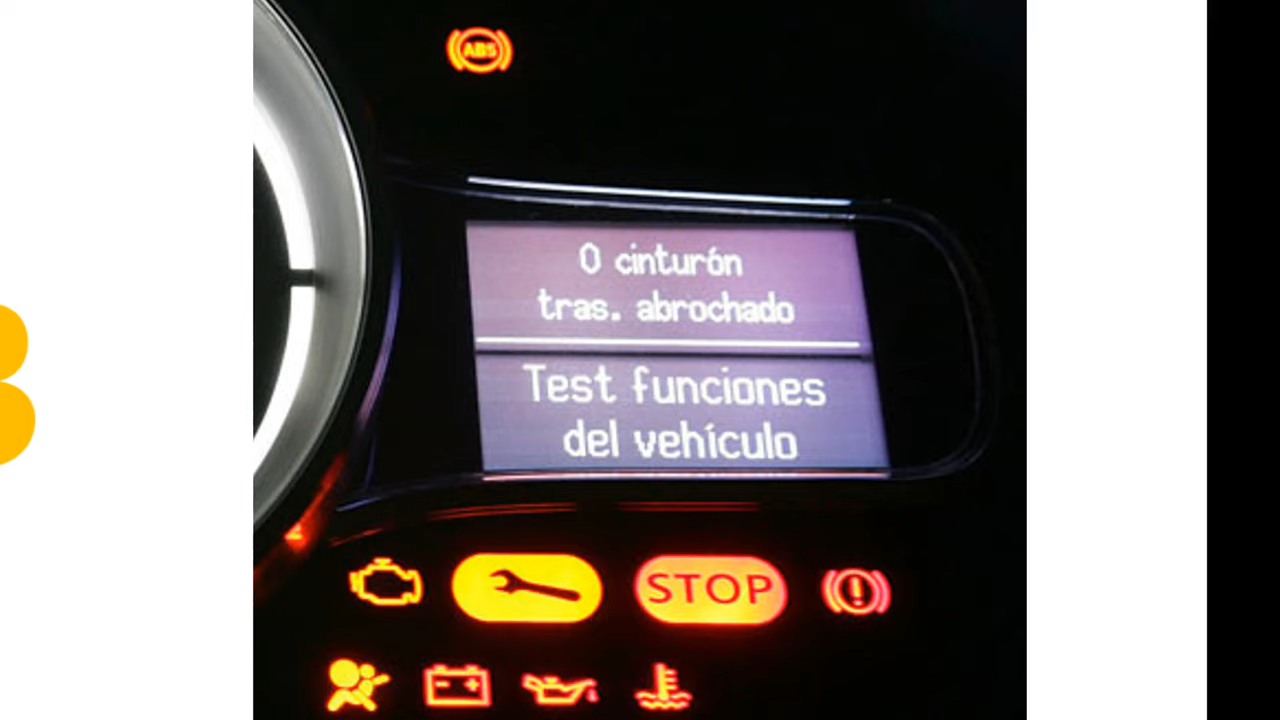 ABS
0 cinturón
tras. abrochado
Test funciones
del vehículo
STOP